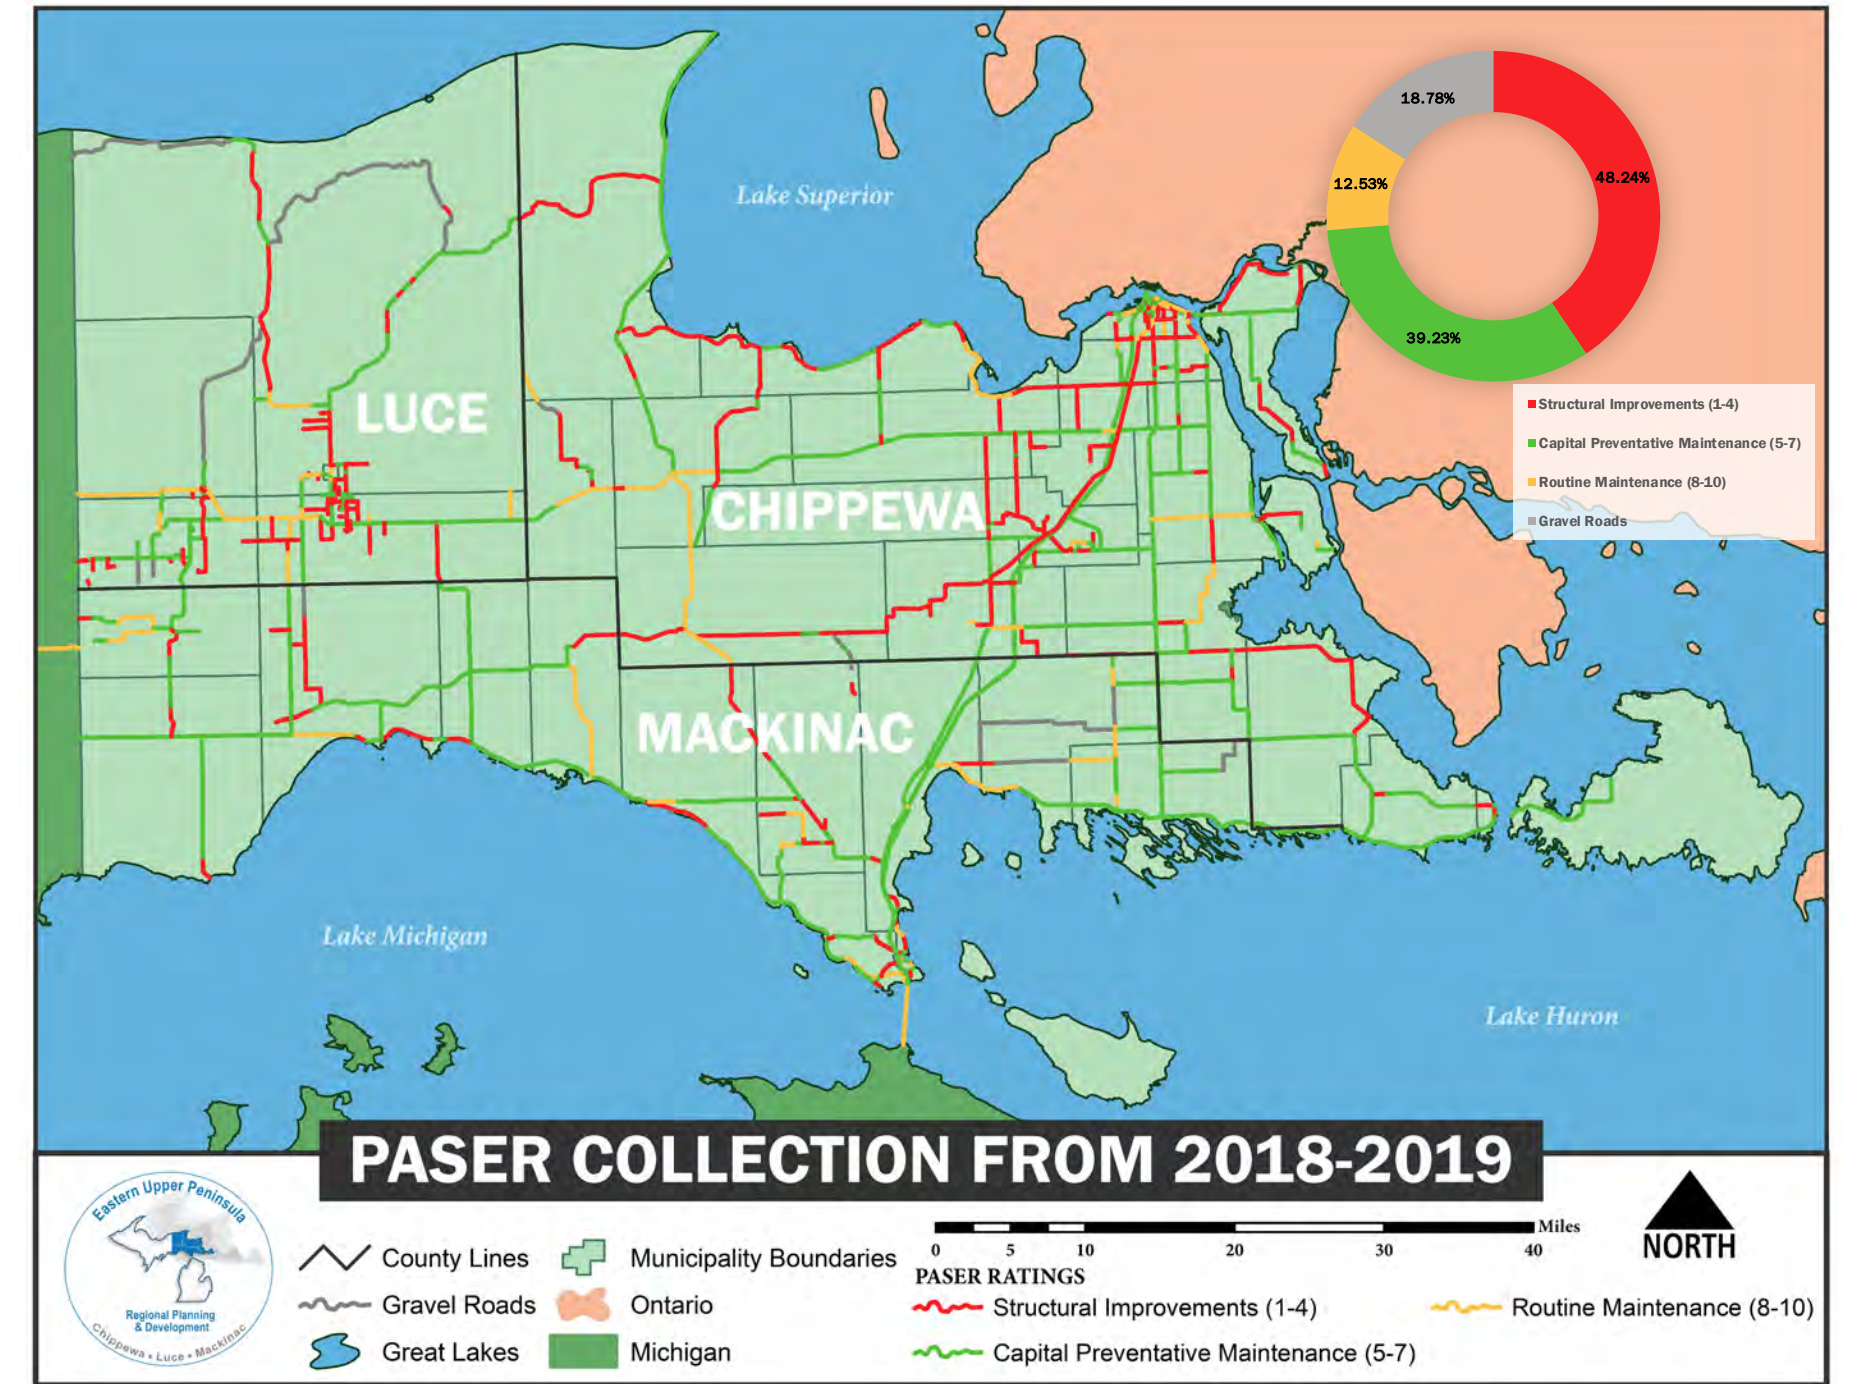 18.78%
48.24%
12.53%
39.23%
Lake Superior
Structural Improvements (1-4)
Capital Preventative Maintenance (5-7)
Routine Maintenance (8-10)
Gravel Roads
LUCE
CHIPPEWA
MACKINAC
Lake Michigan
Lake Huron
PASER COLLECTION FROM 2018-2019
Eastern Upper Peninsula
Regional Planning
& Development
Chippewa • Luce • Mackinac
County Lines
Gravel Roads
Great Lakes
Municipality Boundaries
Ontario
Michigan
Miles
0 5 10 20 30 40
PASER RATINGS
Structural Improvements (1-4)
Capital Preventative Maintenance (5-7)
Routine Maintenance (8-10)
NORTH